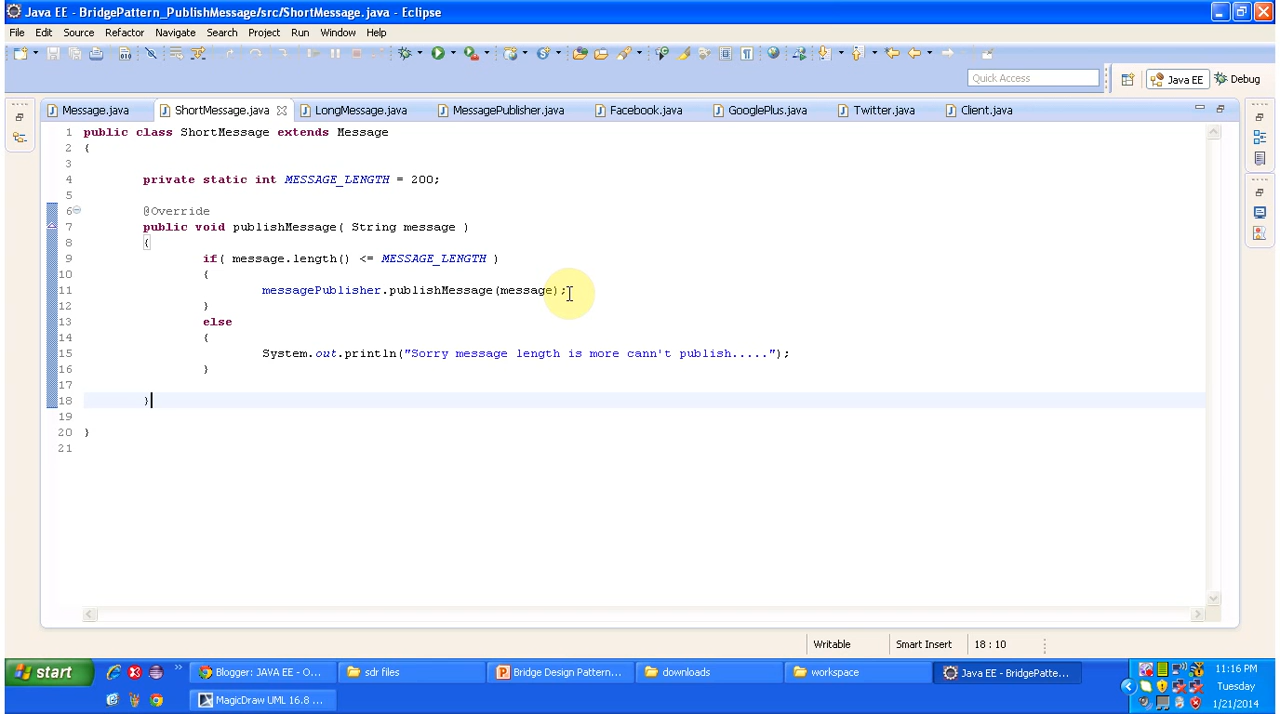 Java EE - BridgePattern_PublishMessage/src/ShortMessage.java - Eclipse
File Edit Source Refactor Navigate Search Project Run Window Help
Quick Access
Java EE
Debug
Message.java
ShortMessage.java
LongMessage.java
MessagePublisher.java
Facebook.java
GooglePlus.java
Twitter.java
Client.java
1 public class ShortMessage extends Message
2 {
3
4 private static int MESSAGE_LENGTH = 200;
5
6 @Override
7 public void publishMessage( String message )
8 {
9 if( message.length() <= MESSAGE_LENGTH )
10 {
11 messagePublisher.publishMessage(message);
12 }
13 else
14 {
15 System.out.println("Sorry message length is more cann't publish.....");
16 }
17
18 }
19
20 }
21
Writable
Smart Insert
18 : 10
start
Blogger: JAVA EE - O...
sdr files
Bridge Design Pattern...
downloads
workspace
Java EE - BridgePatte...
11:16 PM
Tuesday
MagicDraw UML 16.8 ...
1/21/2014